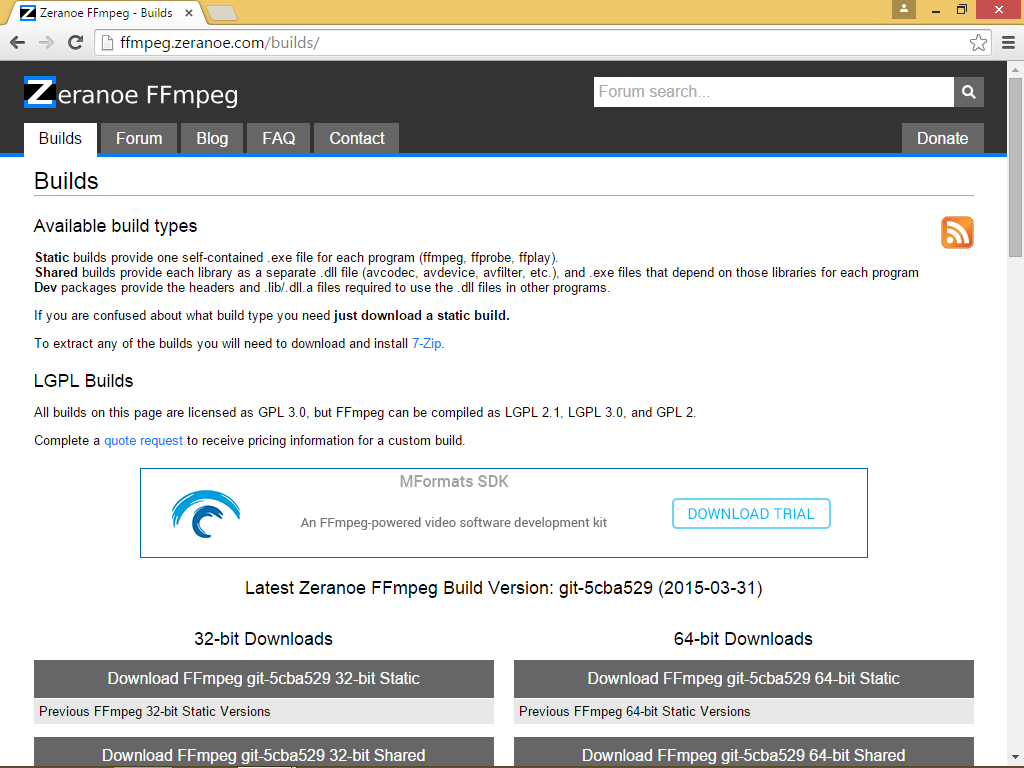 Zeranoe FFmpeg - Builds
ffmpeg.zeranoe.com/builds/
Zeranoe FFmpeg
Forum search...
Builds Forum Blog FAQ Contact Donate
Builds
Available build types
Static builds provide one self-contained .exe file for each program (ffmpeg, ffprobe, ffplay).
Shared builds provide each library as a separate .dll file (avcodec, avdevice, avfilter, etc.), and .exe files that depend on those libraries for each program
Dev packages provide the headers and .lib/.dll.a files required to use the .dll files in other programs.
If you are confused about what build type you need just download a static build.
To extract any of the builds you will need to download and install 7-Zip.
LGPL Builds
All builds on this page are licensed as GPL 3.0, but FFmpeg can be compiled as LGPL 2.1, LGPL 3.0, and GPL 2.
Complete a quote request to receive pricing information for a custom build.
MFormats SDK
An FFmpeg-powered video software development kit
DOWNLOAD TRIAL
Latest Zeranoe FFmpeg Build Version: git-5cba529 (2015-03-31)
32-bit Downloads
Download FFmpeg git-5cba529 32-bit Static
Previous FFmpeg 32-bit Static Versions
Download FFmpeg git-5cba529 32-bit Shared
64-bit Downloads
Download FFmpeg git-5cba529 64-bit Static
Previous FFmpeg 64-bit Static Versions
Download FFmpeg git-5cba529 64-bit Shared